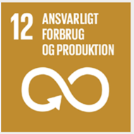 12 ANSVARLIGT
FORBRUG
OG PRODUKTION